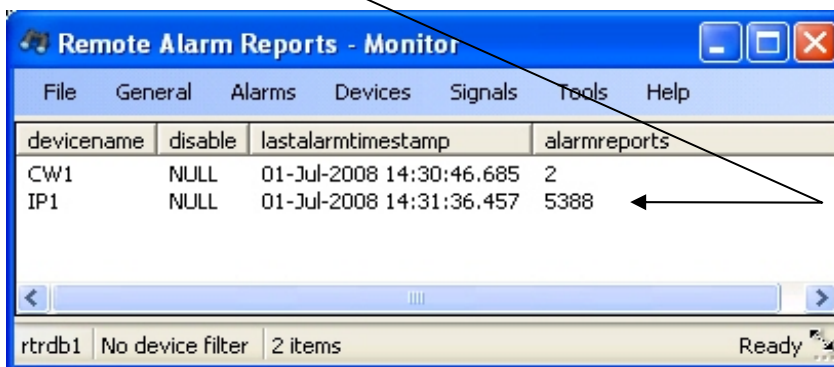 Remote Alarm Reports - Monitor
File General Alarms Devices Signals Tools Help
devicename disable lastalarmtimestamp alarmreports
CW1 NULL 01-Jul-2008 14:30:46.685 2
IP1 NULL 01-Jul-2008 14:31:36.457 5388
rtrdb1 No device filter 2 items Ready